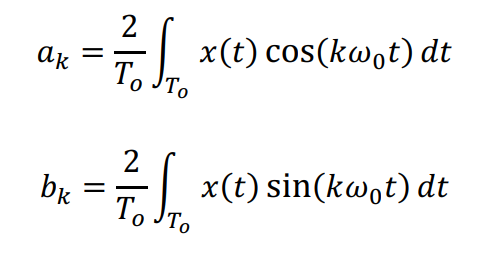 a_k = \frac{2}{T_o} \int_{T_o} x(t) \cos(k\omega_0 t) \, dt
b_k = \frac{2}{T_o} \int_{T_o} x(t) \sin(k\omega_0 t) \, dt